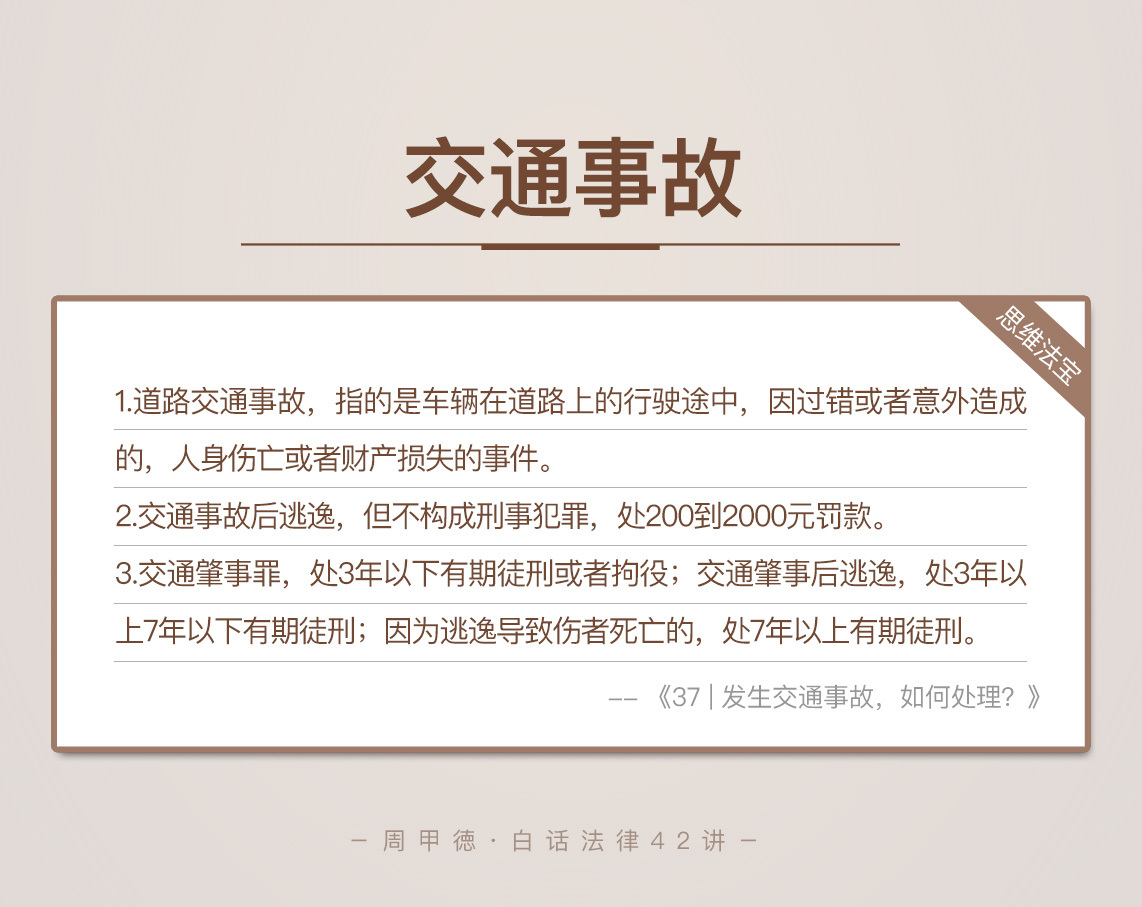 交通事故
思维法宝
1.道路交通事故，指的是车辆在道路上的行驶途中，因过错或者意外造成
的，人身伤亡或者财产损失的事件。
2.交通事故后逃逸，但不构成刑事犯罪，处200到2000元罚款。
3.交通肇事罪，处3年以下有期徒刑或者拘役；交通肇事后逃逸，处3年以
上7年以下有期徒刑；因为逃逸导致伤者死亡的，处7年以上有期徒刑。
-- 《37 | 发生交通事故，如何处理？》
– 周甲德·白话法律42讲 –